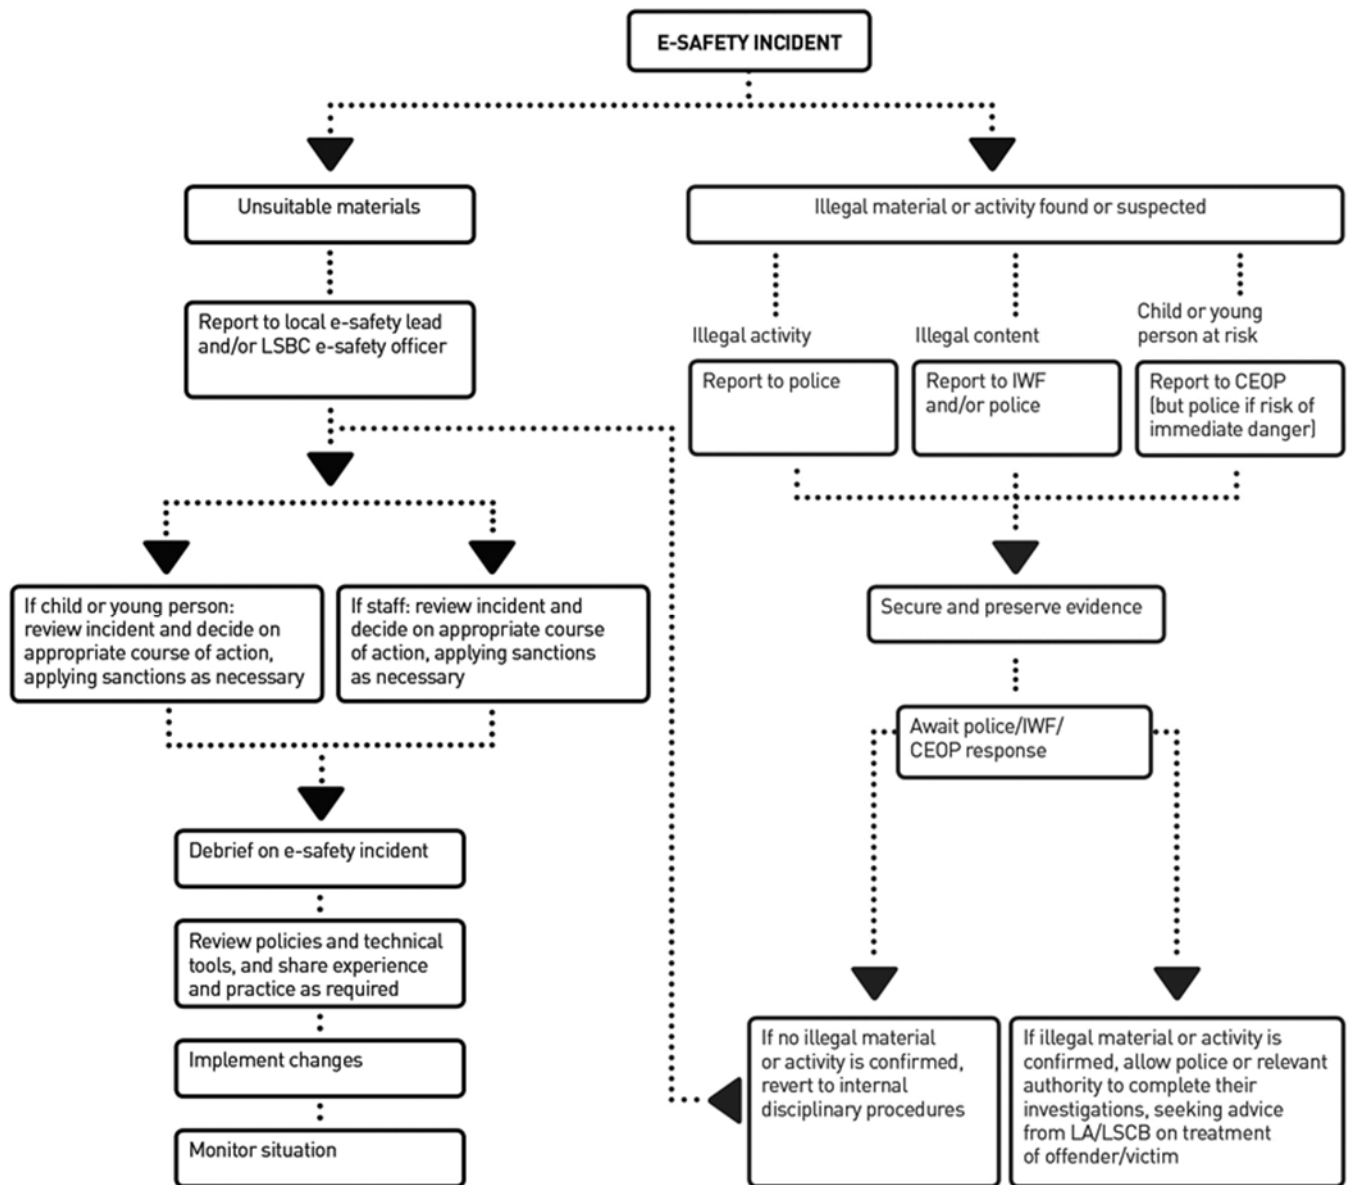 E-SAFETY INCIDENT
Unsuitable materials
Illegal material or activity found or suspected
Report to local e-safety lead
and/or LSBC e-safety officer
Illegal activity
Report to police
Illegal content
Report to IWF
and/or police
Child or young
person at risk
Report to CEOP
(but police if risk of
immediate danger)
If child or young person:
review incident and decide on
appropriate course of action,
applying sanctions as necessary
If staff: review incident and
decide on appropriate course
of action, applying sanctions
as necessary
Secure and preserve evidence
Await police/IWF/
CEOP response
Debrief on e-safety incident
Review policies and technical
tools, and share experience
and practice as required
Implement changes
Monitor situation
If no illegal material
or activity is confirmed,
revert to internal
disciplinary procedures
If illegal material or activity is
confirmed, allow police or relevant
authority to complete their
investigations, seeking advice
from LA/LSCB on treatment
of offender/victim